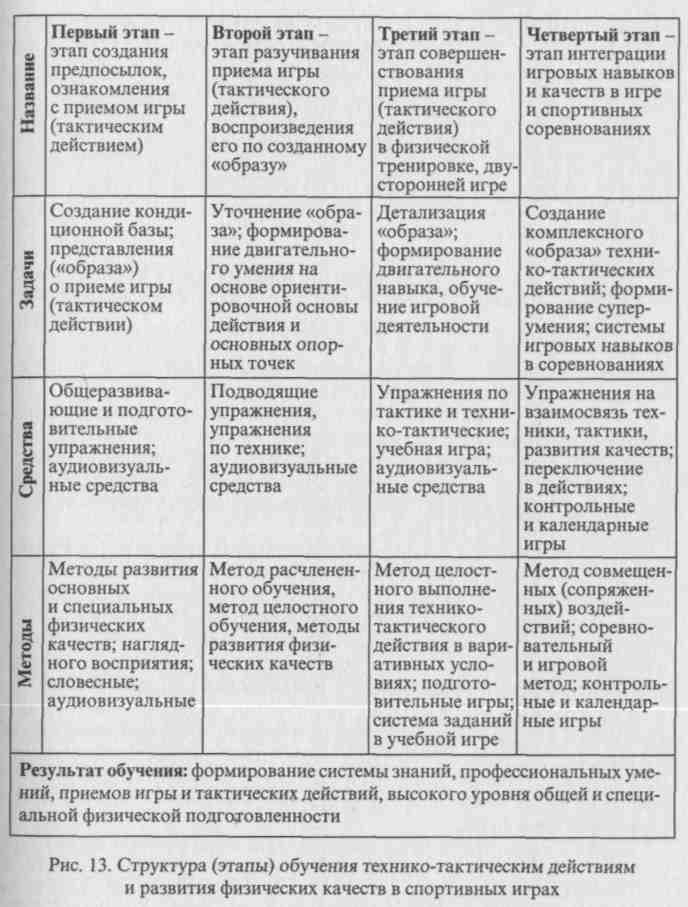 Название
Первый этап –
этап создания
предпосылок,
ознакомления
с приемом игры
(тактическим
действием)
Второй этап –
этап разучивания
приема игры
(тактического
действия),
воспроизведения
его по созданному
«образу»
Третий этап –
этап совершен-
ствования
приема игры
(тактического
действия)
в физической
тренировке, дву-
сторонней игре
Четвертый этап –
этап интеграции
игровых навыков
и качеств в игре
и спортивных
соревнованиях
Задачи
Создание конди-
ционной базы;
представления
(«образа»)
о приеме игры
(тактическом
действии)
Уточнение «обра-
за»; формирова-
ние двигательно-
го умения на
основе ориенти-
ровочной основы
действия и
основных опор-
ных точек
Детализация
«образа»;
формирование
двигательного
навыка, обуче-
ние игровой
деятельности
Создание
комплексного
«образа» техни-
ко-тактических
действий; форми-
рование супер-
умения; системы
игровых навыков
в соревнованиях
Средства
Общеразвива-
ющие и подгото-
вительные
упражнения;
аудиовизуаль-
ные средства
Подводящие
упражнения,
упражнения
по технике;
аудиовизуальные
средства
Упражнения по
тактике и техни-
ко-тактические;
учебная игра;
аудиовизуаль-
ные средства
Упражнения на
взаимосвязь тех-
ники, тактики,
развития качеств;
переключение
в действиях;
контрольные
и календарные
игры
Методы
Методы развития
основных
и специальных
физических
качеств; нагляд-
ного восприятия;
словесные;
аудиовизуальные
Метод расчленен-
ного обучения,
метод целостного
обучения, методы
развития физи-
ческих качеств
Метод целост-
ного выполне-
ния технико-
тактического
действия в вари-
ативных усло-
виях; подгото-
вительные игры;
система заданий
в учебной игре
Метод совмещен-
ных (сопряжен-
ных) воздей-
ствий; соревно-
вательный
и игровой
метод; контроль-
ные и календар-
ные игры
Результат обучения: формирование системы знаний, профессиональных уме-
ний, приемов игры и тактических действий, высокого уровня общей и специ-
альной физической подготовленности
Рис. 13. Структура (этапы) обучения технико-тактическим действиям
и развития физических качеств в спортивных играх